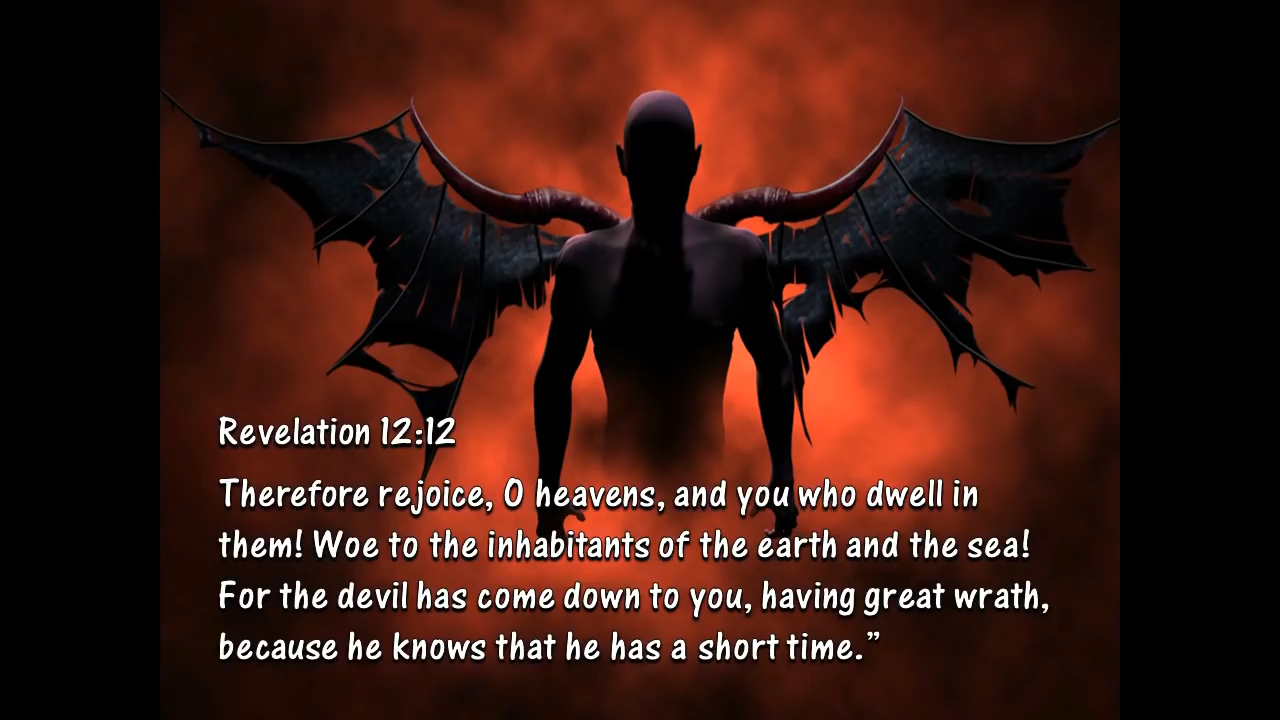 Revelation 12:12
Therefore rejoice, O heavens, and you who dwell in
them! Woe to the inhabitants of the earth and the sea!
For the devil has come down to you, having great wrath,
because he knows that he has a short time.”